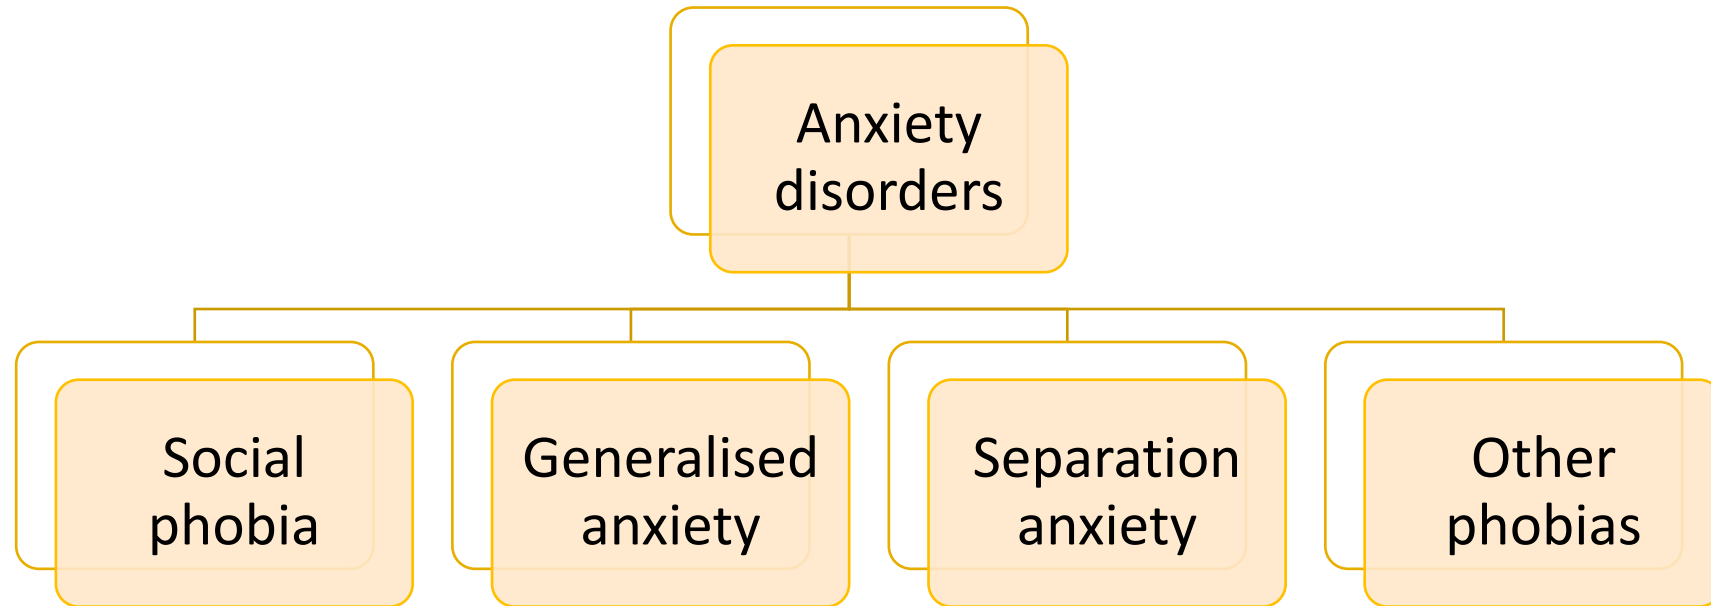 Anxiety
disorders
Social
phobia
Generalised
anxiety
Separation
anxiety
Other
phobias